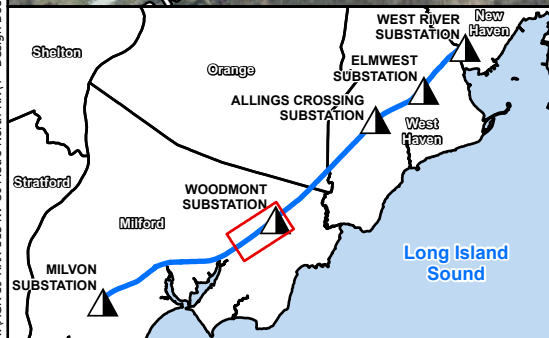 WEST RIVER
SUBSTATION
New
Haven
Shelton
Orange
ELMWEST
SUBSTATION
ALLINGS CROSSING
SUBSTATION
West
Haven
Stratford
WOODMONT
SUBSTATION
Milford
Long Island
Sound
MILVON
SUBSTATION